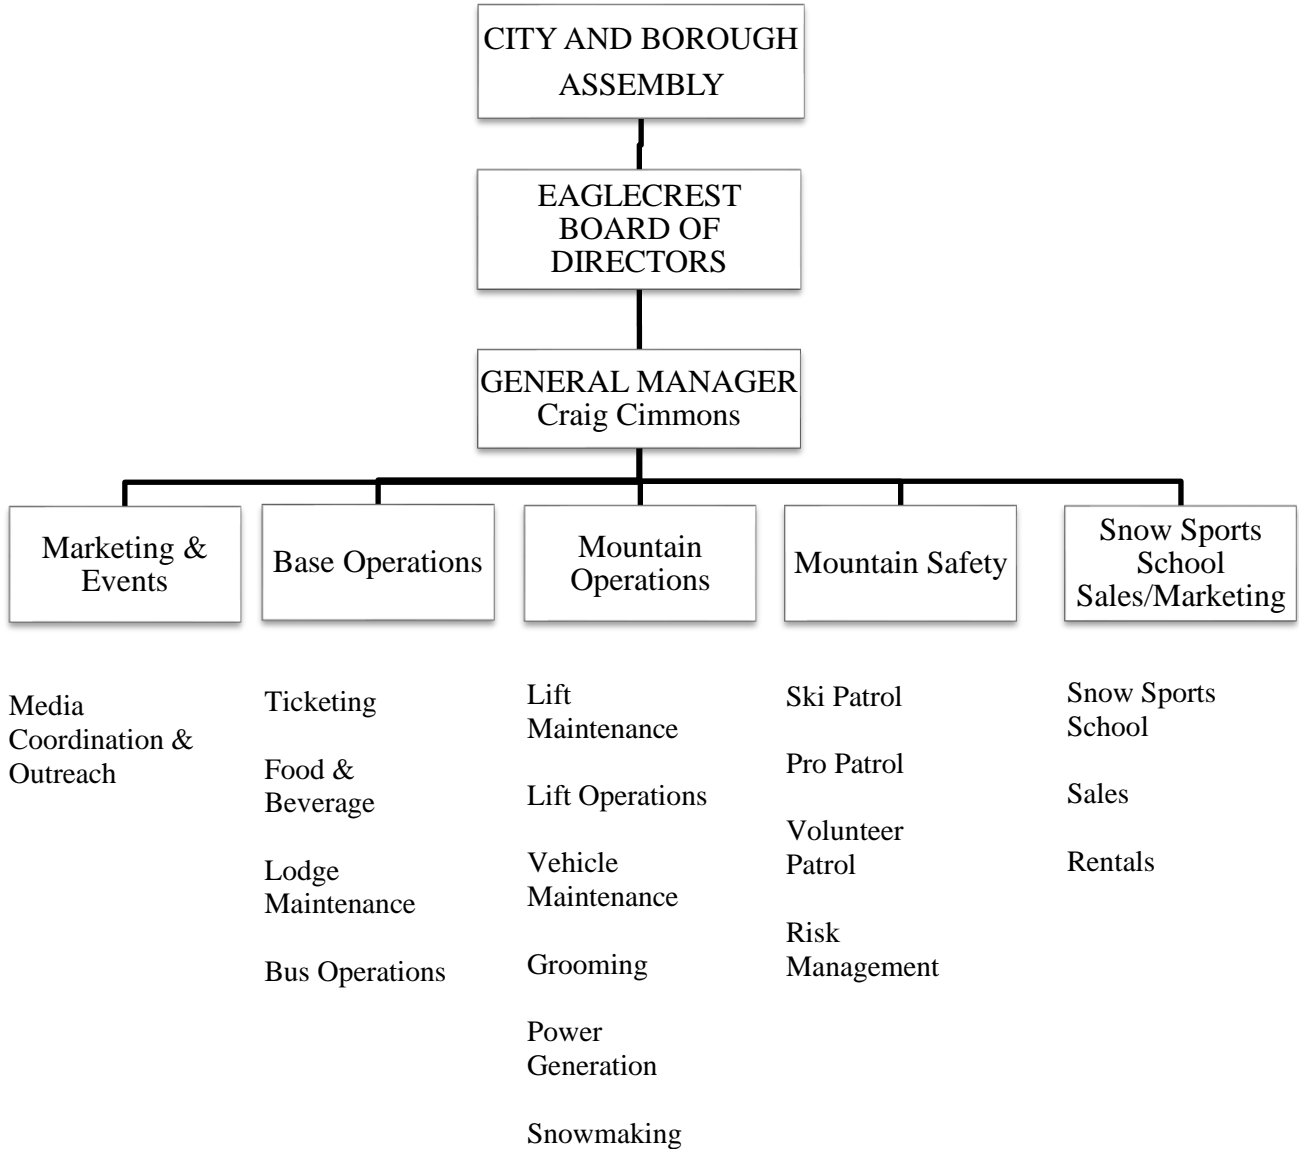 CITY AND BOROUGH
ASSEMBLY
EAGLECREST
BOARD OF
DIRECTORS
GENERAL MANAGER
Craig Cimmons
Marketing &
Events
Base Operations
Mountain
Operations
Mountain Safety
Snow Sports
School
Sales/Marketing
Media
Coordination &
Outreach
Ticketing
Food &
Beverage
Lodge
Maintenance
Bus Operations
Lift
Maintenance
Lift Operations
Vehicle
Maintenance
Grooming
Power
Generation
Snowmaking
Ski Patrol
Pro Patrol
Volunteer
Patrol
Risk
Management
Snow Sports
School
Sales
Rentals